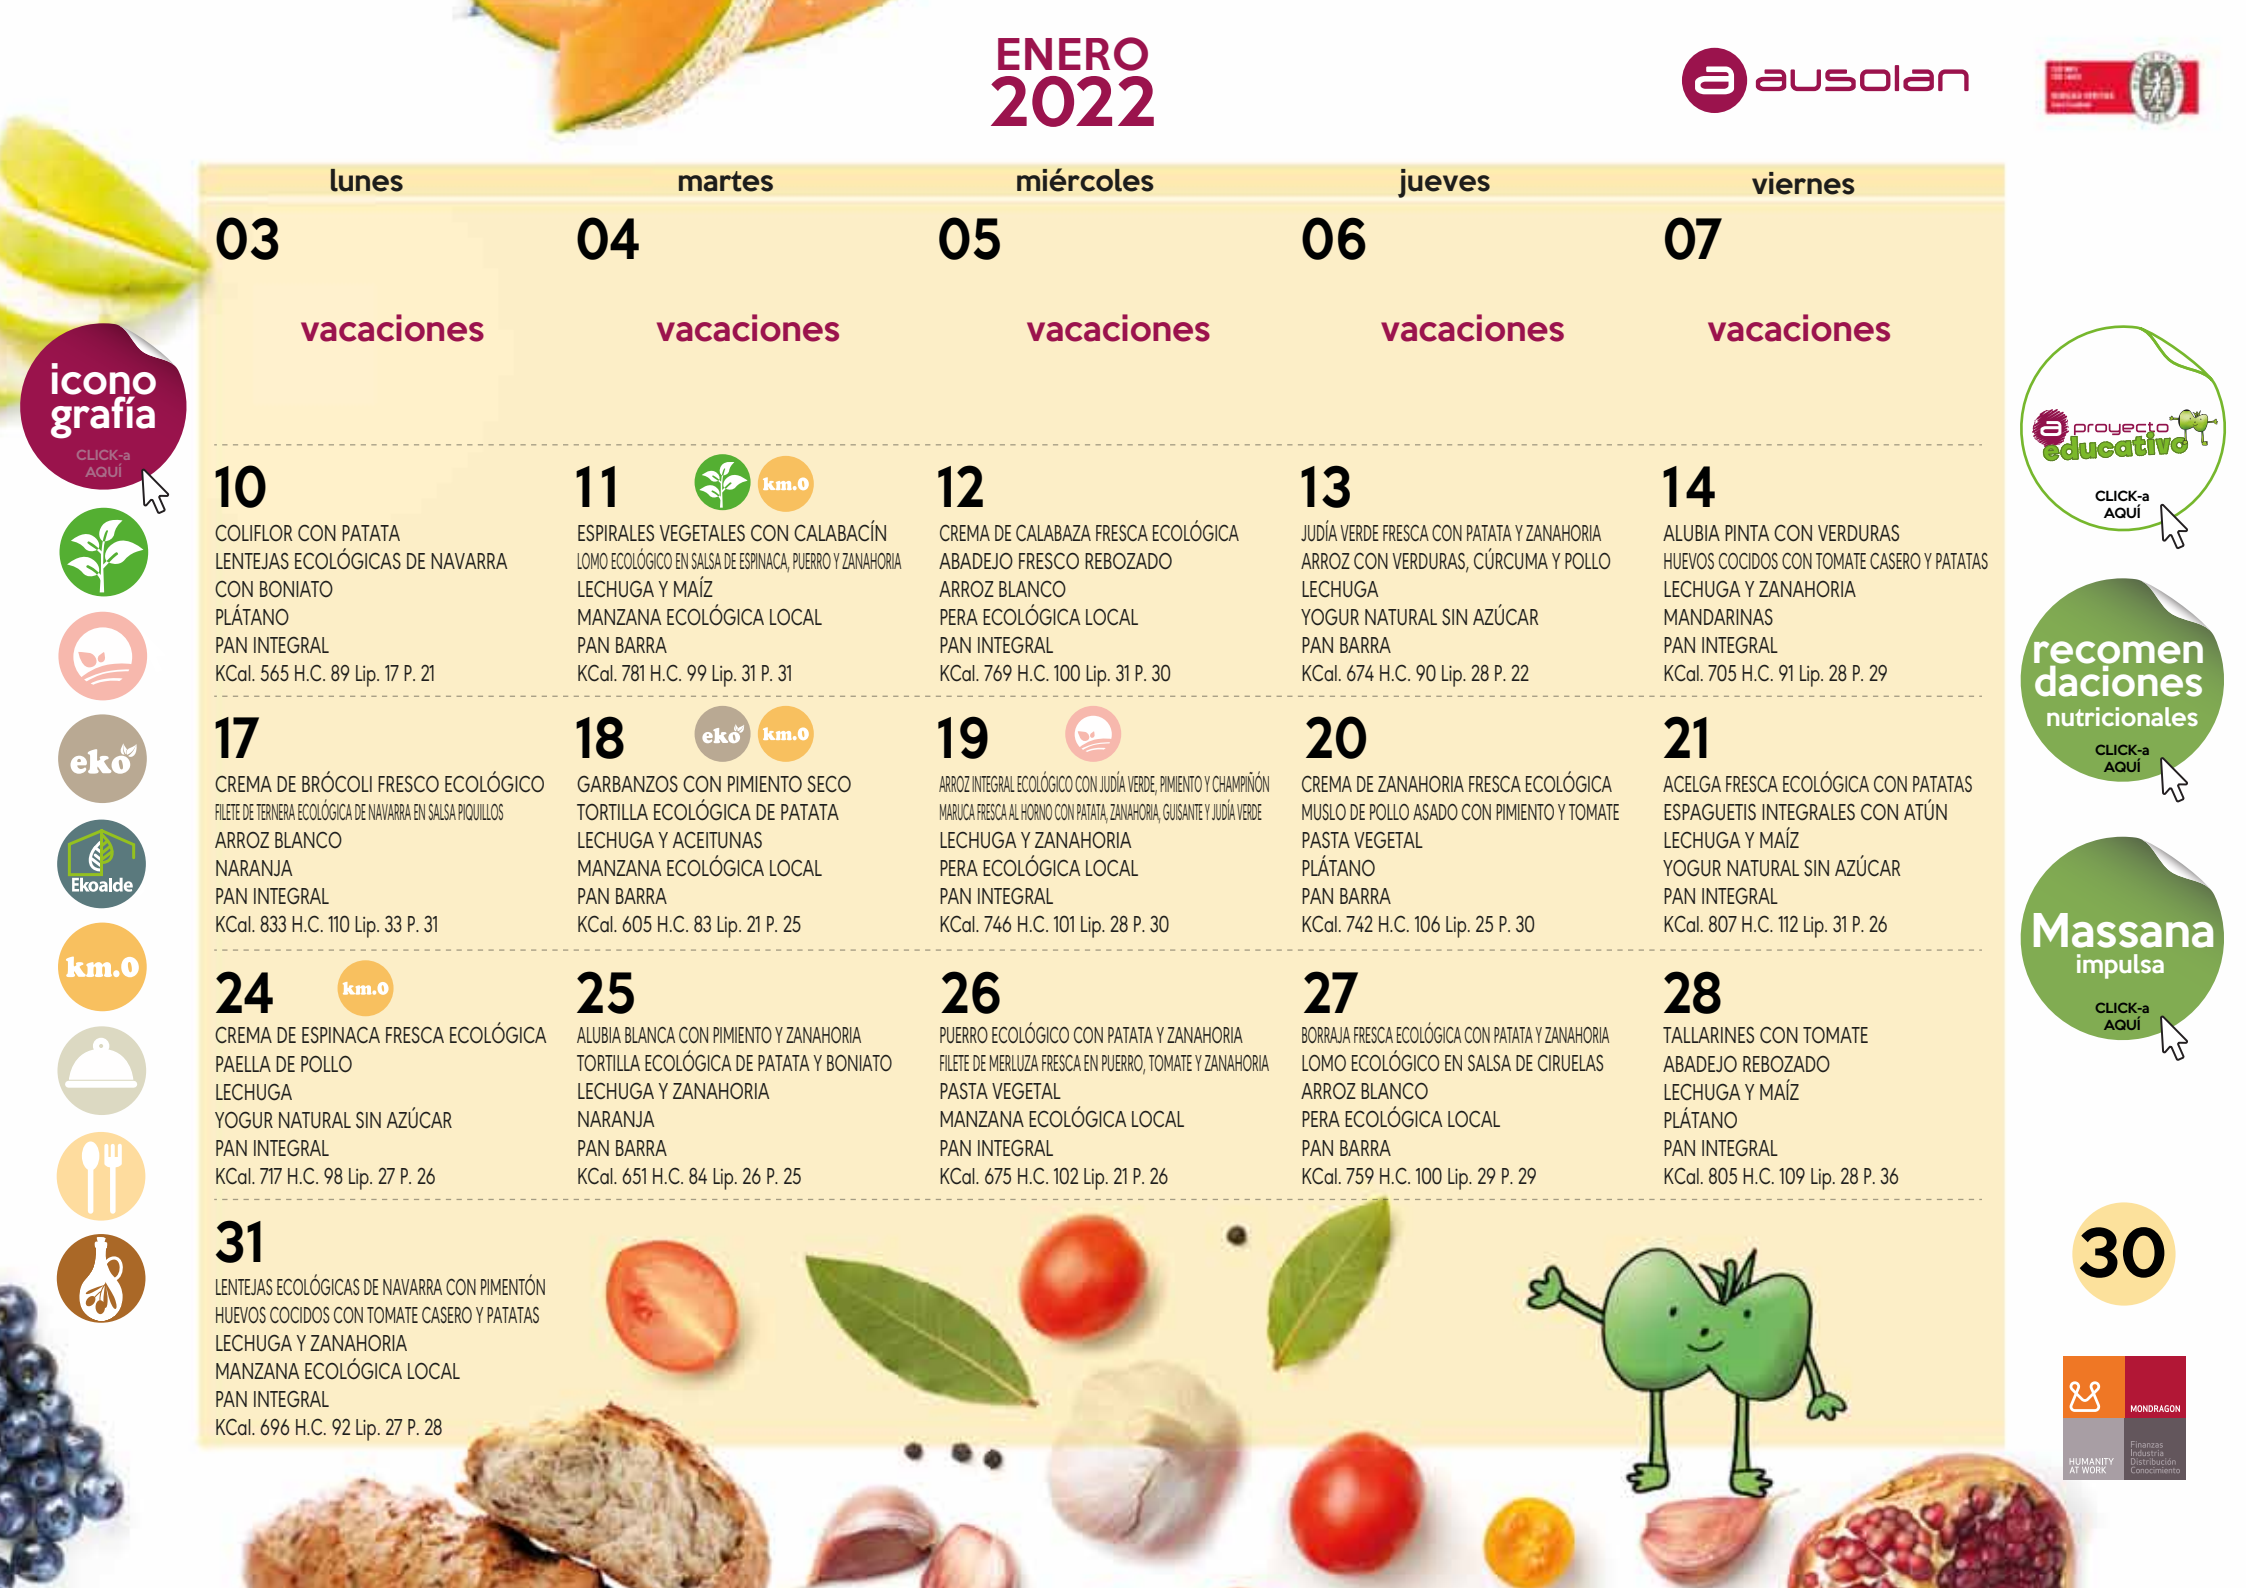 ENERO
2022
a ausolan
lunes
martes
miércoles
jueves
viernes
03
vacaciones
04
vacaciones
05
vacaciones
06
vacaciones
07
vacaciones
10
COLIFLOR CON PATATA
LENTEJAS ECOLÓGICAS DE NAVARRA
CON BONIATO
PLÁTANO
PAN INTEGRAL
KCal. 565 H.C. 89 Lip. 17 P. 21
11
km.0
ESPIRALES VEGETALES CON CALABACÍN
LOMO ECOLÓGICO EN SALSA DE ESPINACA, PUERRO Y ZANAHORIA
LECHUGA Y MAÍZ
MANZANA ECOLÓGICA LOCAL
PAN BARRA
KCal. 781 H.C. 99 Lip. 31 P. 31
12
CREMA DE CALABAZA FRESCA ECOLÓGICA
ABADEJO FRESCO REBOZADO
ARROZ BLANCO
PERA ECOLÓGICA LOCAL
PAN INTEGRAL
KCal. 769 H.C. 100 Lip. 31 P. 30
13
JUDÍA VERDE FRESCA CON PATATA Y ZANAHORIA
ARROZ CON VERDURAS, CÚRCUMA Y POLLO
LECHUGA
YOGUR NATURAL SIN AZÚCAR
PAN BARRA
KCal. 674 H.C. 90 Lip. 28 P. 22
14
ALUBIA PINTA CON VERDURAS
HUEVOS COCIDOS CON TOMATE CASERO Y PATATAS
LECHUGA Y ZANAHORIA
MANDARINAS
PAN INTEGRAL
KCal. 705 H.C. 91 Lip. 28 P. 29
17
CREMA DE BRÓCOLI FRESCO ECOLÓGICO
FILETE DE TERNERA ECOLÓGICA DE NAVARRA EN SALSA PIQUILLOS
ARROZ BLANCO
NARANJA
PAN INTEGRAL
KCal. 833 H.C. 110 Lip. 33 P. 31
18
eko
km.0
GARBANZOS CON PIMIENTO SECO
TORTILLA ECOLÓGICA DE PATATA
LECHUGA Y ACEITUNAS
MANZANA ECOLÓGICA LOCAL
PAN BARRA
KCal. 605 H.C. 83 Lip. 21 P. 25
19
ARROZ INTEGRAL ECOLÓGICO CON JUDÍA VERDE, PIMIENTO Y CHAMPIÑÓN
MARUCA FRESCA AL HORNO CON PATATA, ZANAHORIA, GUISANTE Y JUDÍA VERDE
LECHUGA Y ZANAHORIA
PERA ECOLÓGICA LOCAL
PAN INTEGRAL
KCal. 746 H.C. 101 Lip. 28 P. 30
20
CREMA DE ZANAHORIA FRESCA ECOLÓGICA
MUSLO DE POLLO ASADO CON PIMIENTO Y TOMATE
PASTA VEGETAL
PLÁTANO
PAN BARRA
KCal. 742 H.C. 106 Lip. 25 P. 30
21
ACELGA FRESCA ECOLÓGICA CON PATATAS
ESPAGUETIS INTEGRALES CON ATÚN
LECHUGA Y MAÍZ
YOGUR NATURAL SIN AZÚCAR
PAN INTEGRAL
KCal. 807 H.C. 112 Lip. 31 P. 26
24
km.0
CREMA DE ESPINACA FRESCA ECOLÓGICA
PAELLA DE POLLO
LECHUGA
YOGUR NATURAL SIN AZÚCAR
PAN INTEGRAL
KCal. 717 H.C. 98 Lip. 27 P. 26
25
ALUBIA BLANCA CON PIMIENTO Y ZANAHORIA
TORTILLA ECOLÓGICA DE PATATA Y BONIATO
LECHUGA Y ZANAHORIA
NARANJA
PAN BARRA
KCal. 651 H.C. 84 Lip. 26 P. 25
26
PUERRO ECOLÓGICO CON PATATA Y ZANAHORIA
FILETE DE MERLUZA FRESCA EN PUERRO, TOMATE Y ZANAHORIA
PASTA VEGETAL
MANZANA ECOLÓGICA LOCAL
PAN INTEGRAL
KCal. 675 H.C. 102 Lip. 21 P. 26
27
BORRAJA FRESCA ECOLÓGICA CON PATATA Y ZANAHORIA
LOMO ECOLÓGICO EN SALSA DE CIRUELAS
ARROZ BLANCO
PERA ECOLÓGICA LOCAL
PAN BARRA
KCal. 759 H.C. 100 Lip. 29 P. 29
28
TALLARINES CON TOMATE
ABADEJO REBOZADO
LECHUGA Y MAÍZ
PLÁTANO
PAN INTEGRAL
KCal. 805 H.C. 109 Lip. 28 P. 36
31
LENTEJAS ECOLÓGICAS DE NAVARRA CON PIMENTÓN
HUEVOS COCIDOS CON TOMATE CASERO Y PATATAS
LECHUGA Y ZANAHORIA
MANZANA ECOLÓGICA LOCAL
PAN INTEGRAL
KCal. 696 H.C. 92 Lip. 27 P. 28
icono
grafía
CLICK-a
AQUÍ
eko
Ekoalde
km.0
a proyecto
educativo
CLICK-a
AQUÍ
recomen
daciones
nutricionales
CLICK-a
AQUÍ
Massana
impulsa
CLICK-a
AQUÍ
30
MONDRAGON
HUMANITY
AT WORK
Finanzas
Industria
Distribución
Conocimiento